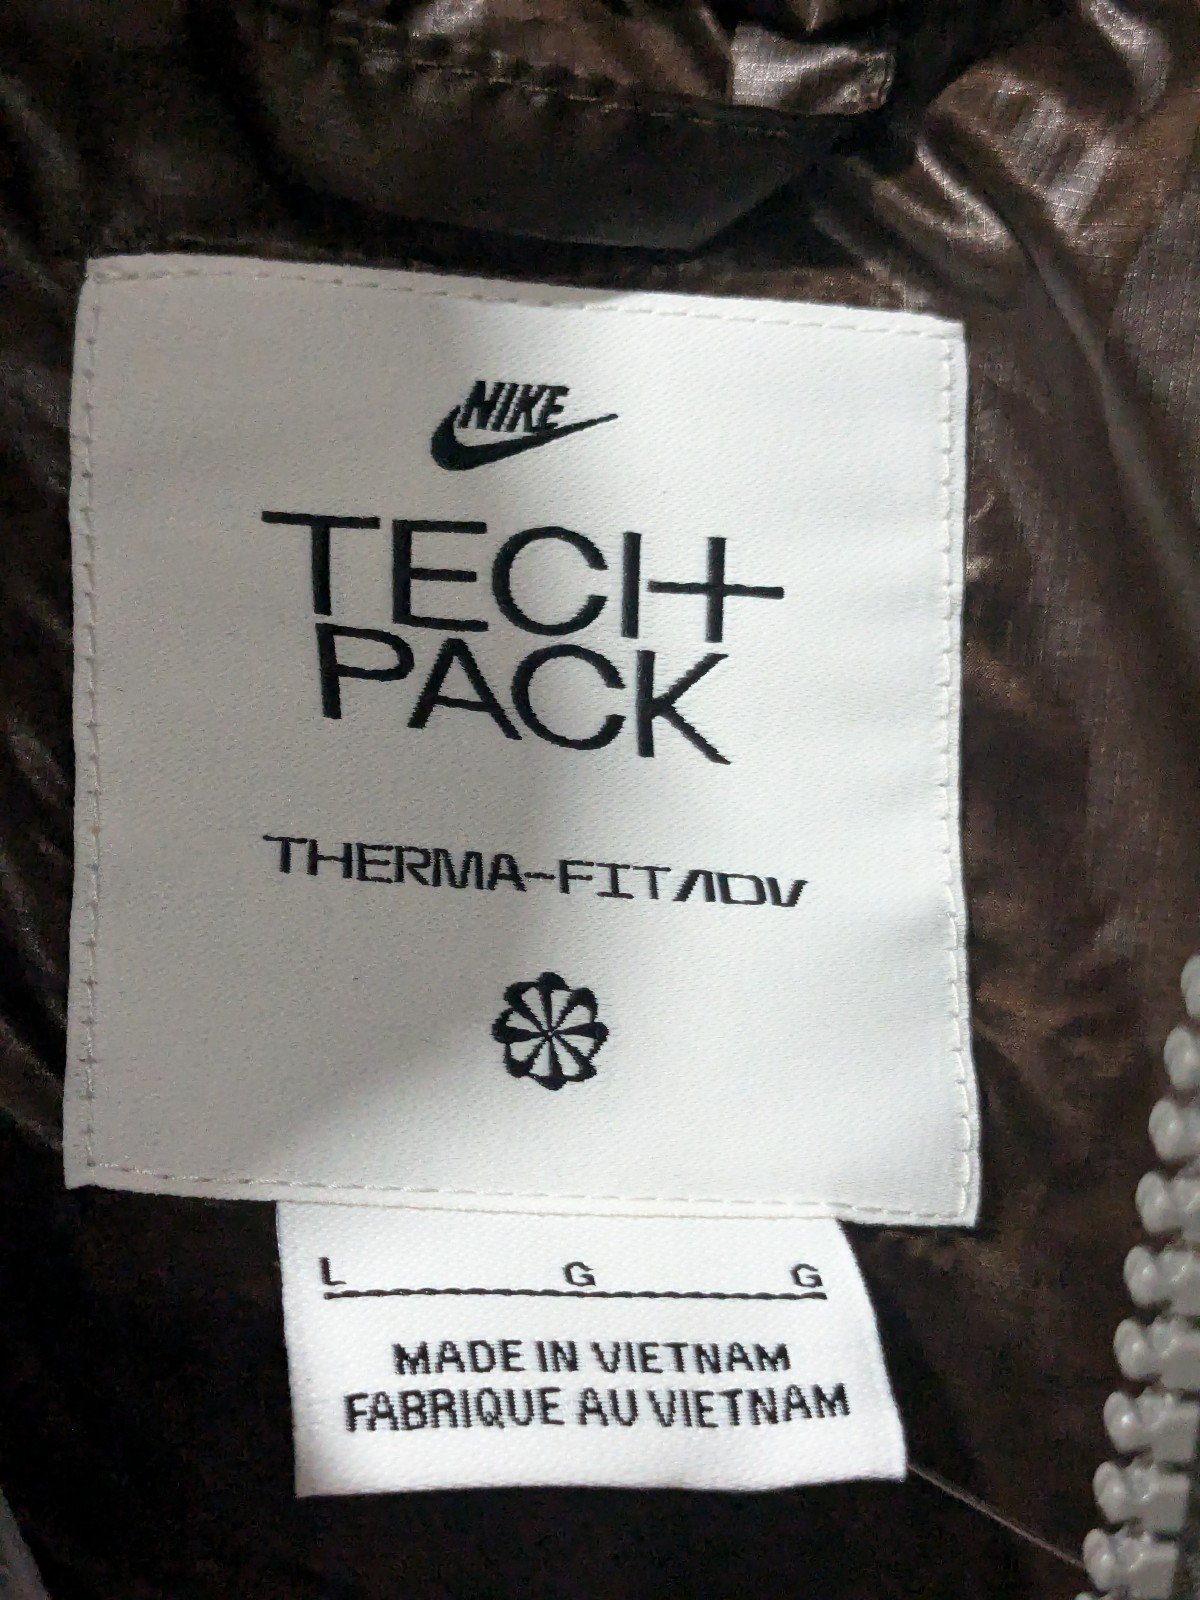 NIKE
TECH
PACK
THERMA-FIT ADV
L G G
MADE IN VIETNAM
FABRIQUE AU VIETNAM